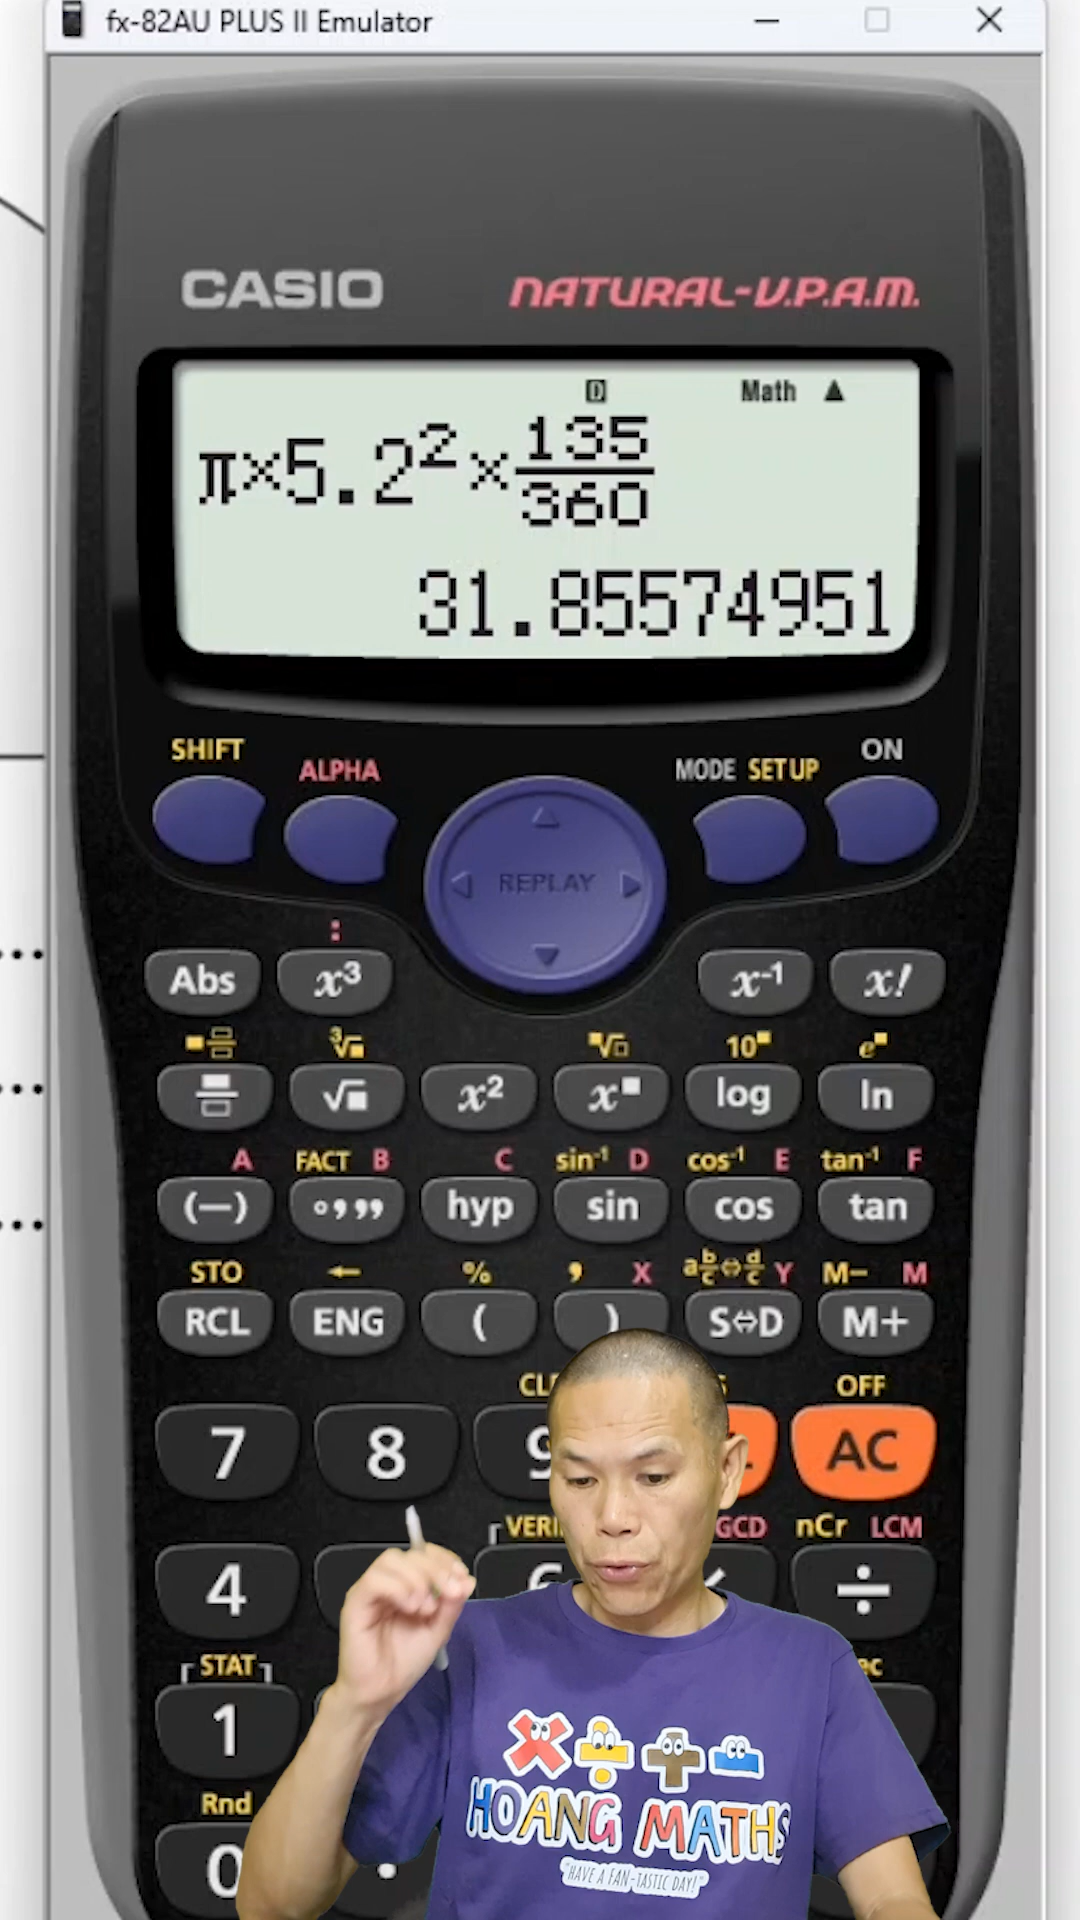 fx-82AU PLUS II Emulator
CASIO NATURAL-V.P.A.M.
D Math ▲
π×5.2²×135/360
31.85574951
SHIFT ALPHA MODE SETUP ON
REPLAY
:
Abs x³ x⁻¹ x!
³√■ ■√□ 10■ e■
√■ x² x■ log ln
A FACT B C sin⁻¹ D cos⁻¹ E tan⁻¹ F
(−) °,,, hyp sin cos tan
STO ← % , X a b/c⇔d/c Y M− M
RCL ENG ( ) S⇔D M+
OFF
7 8 9 AC
GCD nCr LCM
4 6 ÷
STAT
1
Rnd
0 .
HOANG MATHS
"HAVE A FAN-TASTIC DAY!"